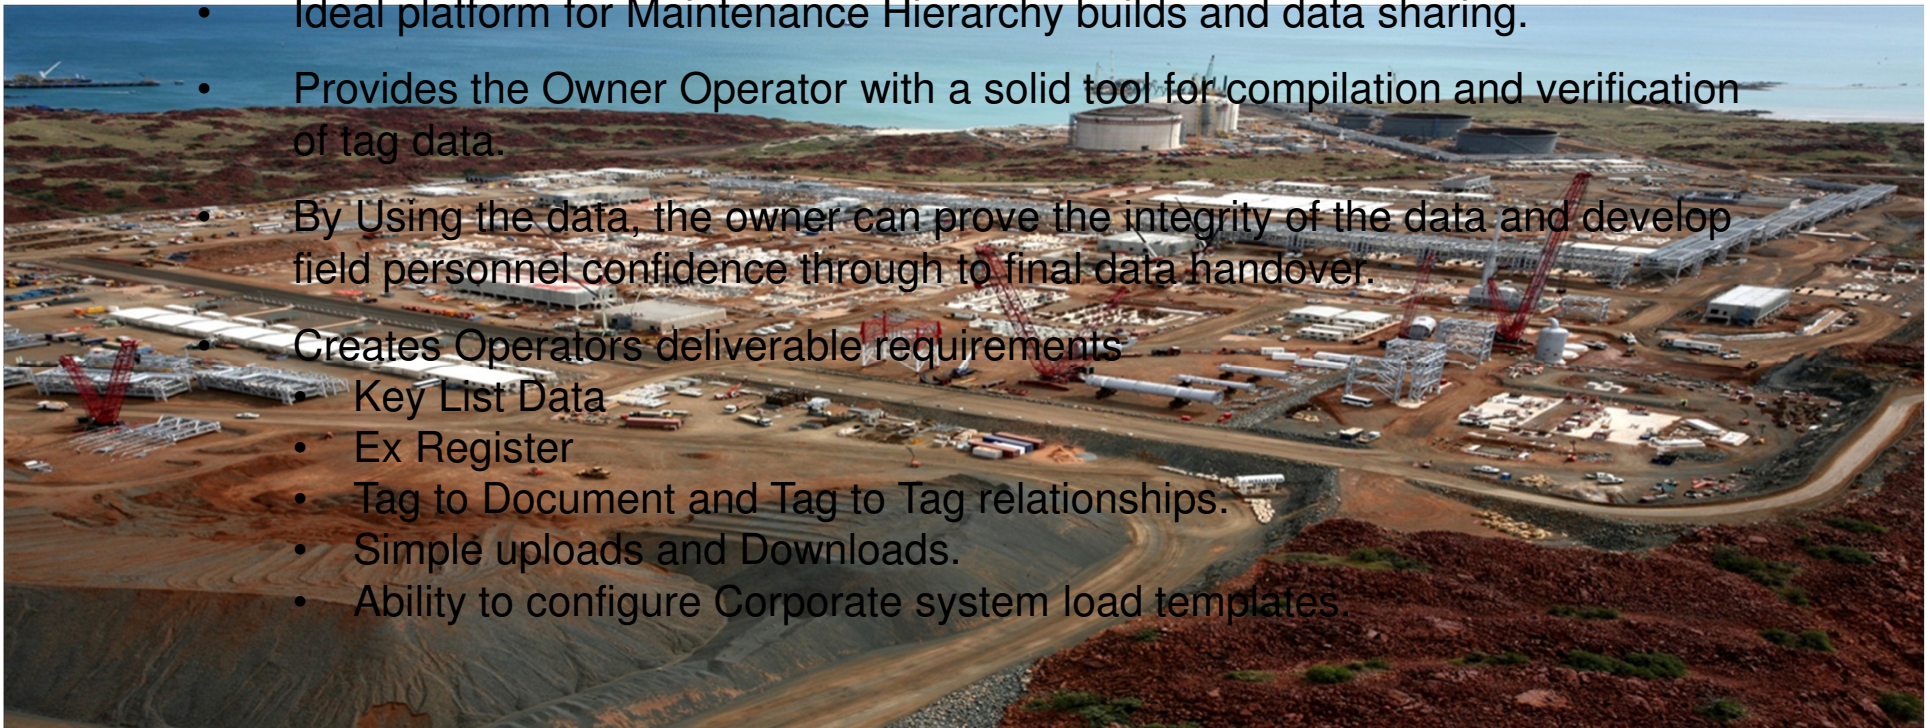 • Ideal platform for Maintenance Hierarchy builds and data sharing.
• Provides the Owner Operator with a solid tool for compilation and verification
of tag data.
• By Using the data, the owner can prove the integrity of the data and develop
field personnel confidence through to final data handover.
• Creates Operators deliverable requirements
• Key List Data
• Ex Register
• Tag to Document and Tag to Tag relationships.
• Simple uploads and Downloads.
• Ability to configure Corporate system load templates.